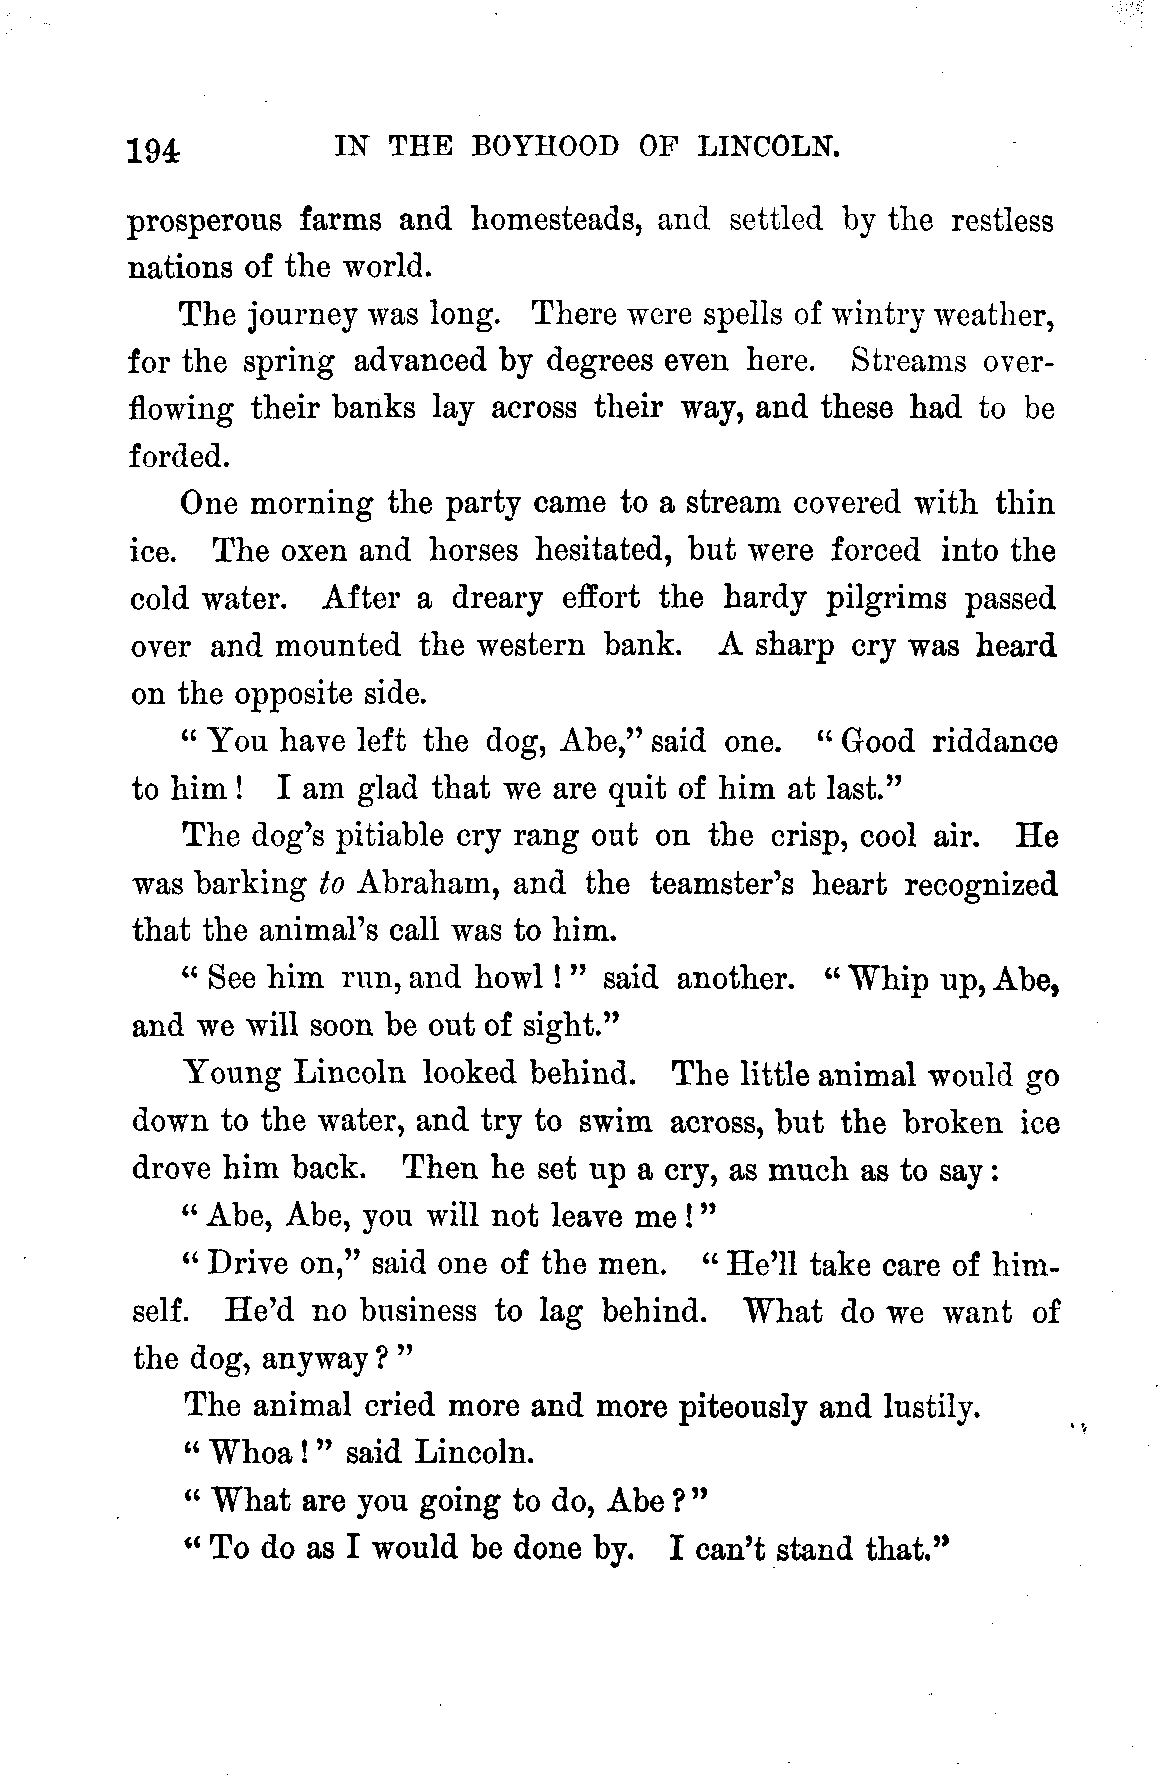 194 IN THE BOYHOOD OF LINCOLN.
prosperous farms and homesteads, and settled by the restless
nations of the world.
The journey was long. There were spells of wintry weather,
for the spring advanced by degrees even here. Streams over-
flowing their banks lay across their way, and these had to be
forded.
One morning the party came to a stream covered with thin
ice. The oxen and horses hesitated, but were forced into the
cold water. After a dreary effort the hardy pilgrims passed
over and mounted the western bank. A sharp cry was heard
on the opposite side.
“ You have left the dog, Abe,” said one. “ Good riddance
to him ! I am glad that we are quit of him at last.”
The dog’s pitiable cry rang out on the crisp, cool air. He
was barking to Abraham, and the teamster’s heart recognized
that the animal’s call was to him.
“ See him run, and howl ! ” said another. “ Whip up, Abe,
and we will soon be out of sight.”
Young Lincoln looked behind. The little animal would go
down to the water, and try to swim across, but the broken ice
drove him back. Then he set up a cry, as much as to say :
“ Abe, Abe, you will not leave me ! ”
“ Drive on,” said one of the men. “ He’ll take care of him-
self. He’d no business to lag behind. What do we want of
the dog, anyway ? ”
The animal cried more and more piteously and lustily.
“ Whoa ! ” said Lincoln.
“ What are you going to do, Abe ? ”
“ To do as I would be done by. I can’t stand that.”